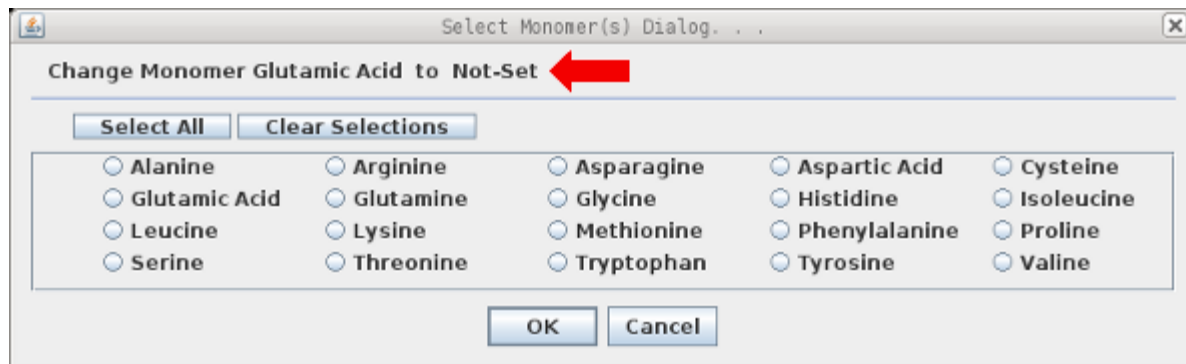 Select Monomer(s) Dialog. . .
Change Monomer Glutamic Acid to Not-Set
Select All Clear Selections
Alanine Arginine Asparagine Aspartic Acid Cysteine
Glutamic Acid Glutamine Glycine Histidine Isoleucine
Leucine Lysine Methionine Phenylalanine Proline
Serine Threonine Tryptophan Tyrosine Valine
OK Cancel